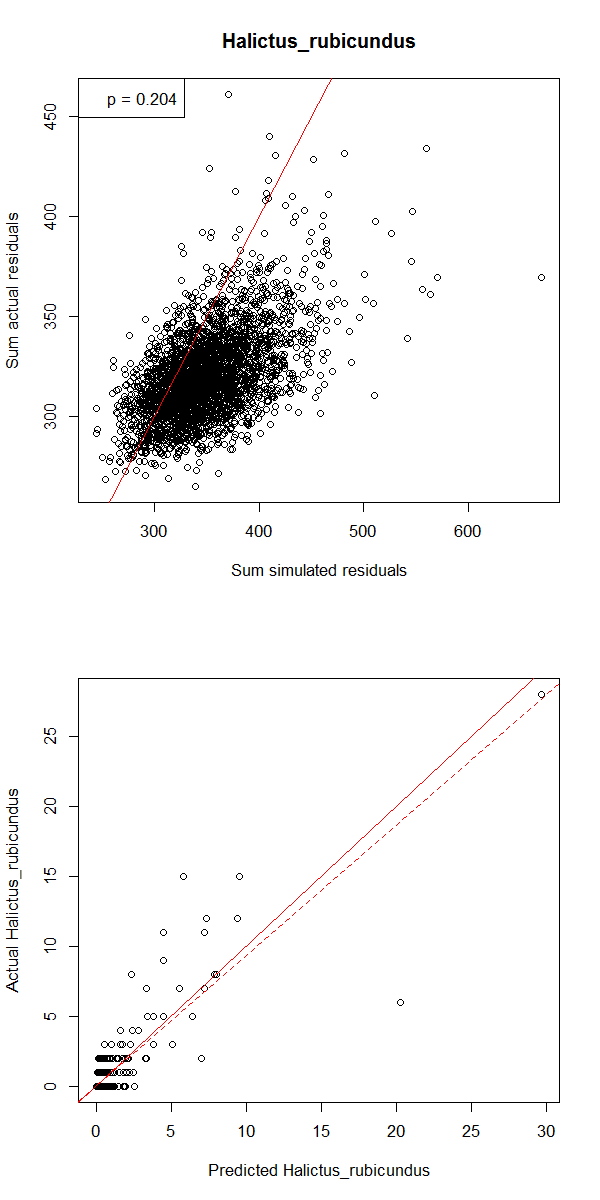 Halictus_rubicundus
p = 0.204
Sum actual residuals
450
400
350
300
300 400 500 600
Sum simulated residuals
Actual Halictus_rubicundus
25
20
15
10
5
0
0 5 10 15 20 25 30
Predicted Halictus_rubicundus